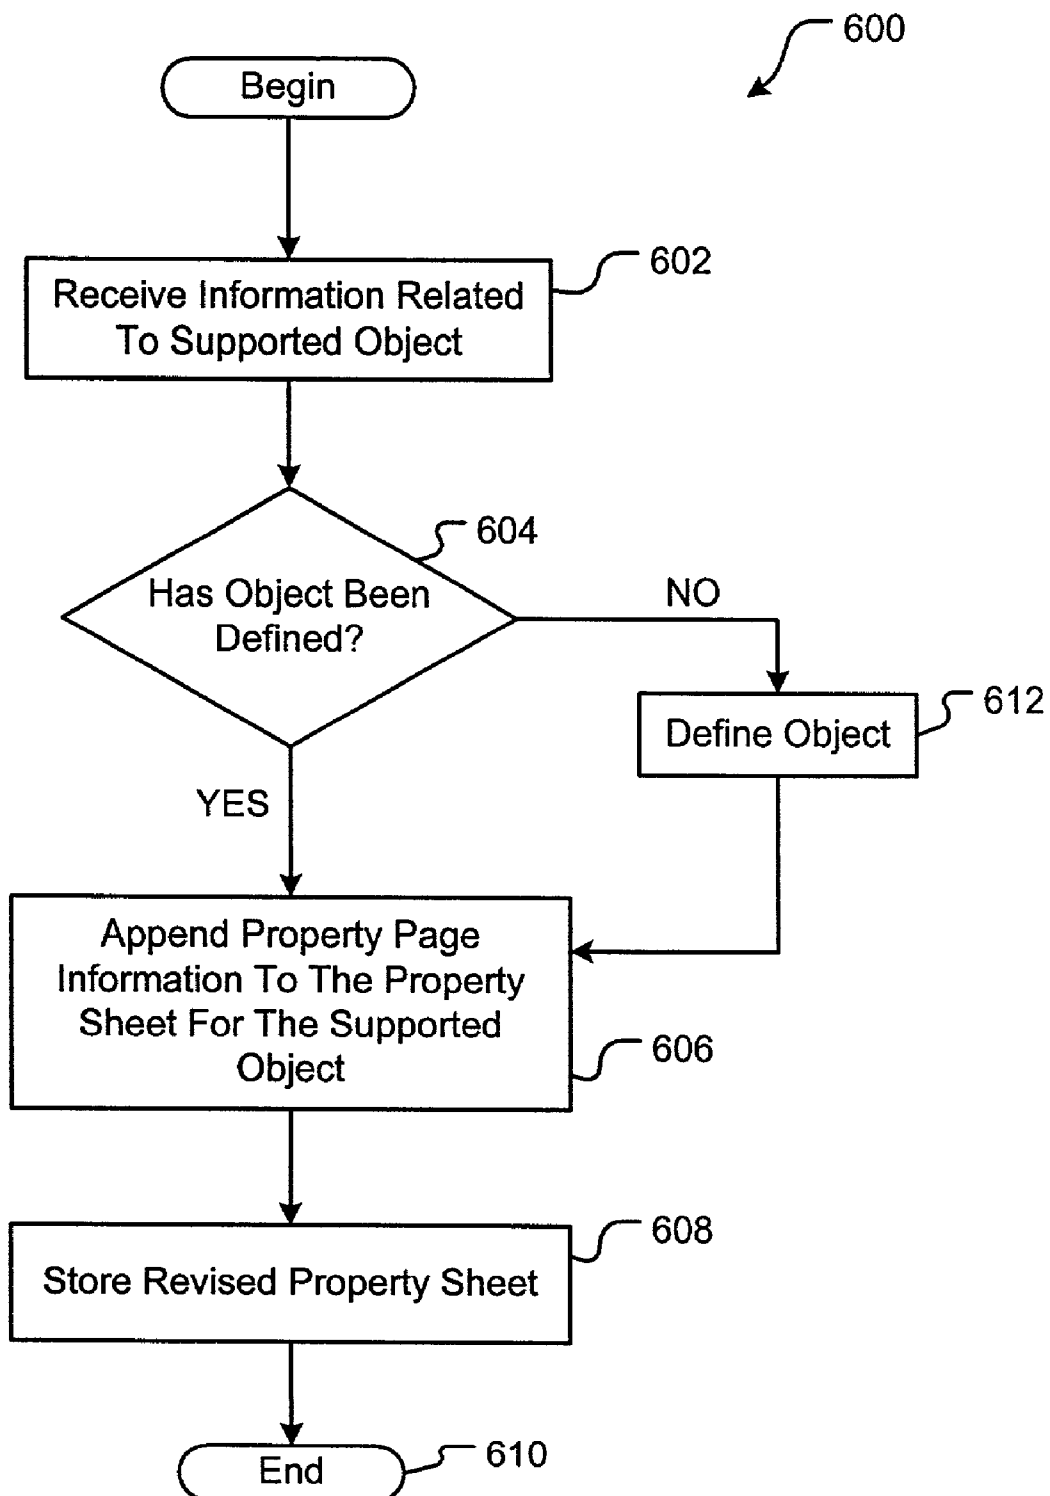 600
Begin
602
Receive Information Related
To Supported Object
604
Has Object Been
Defined?
NO
612
Define Object
YES
Append Property Page
Information To The Property
Sheet For The Supported
Object
606
608
Store Revised Property Sheet
610
End